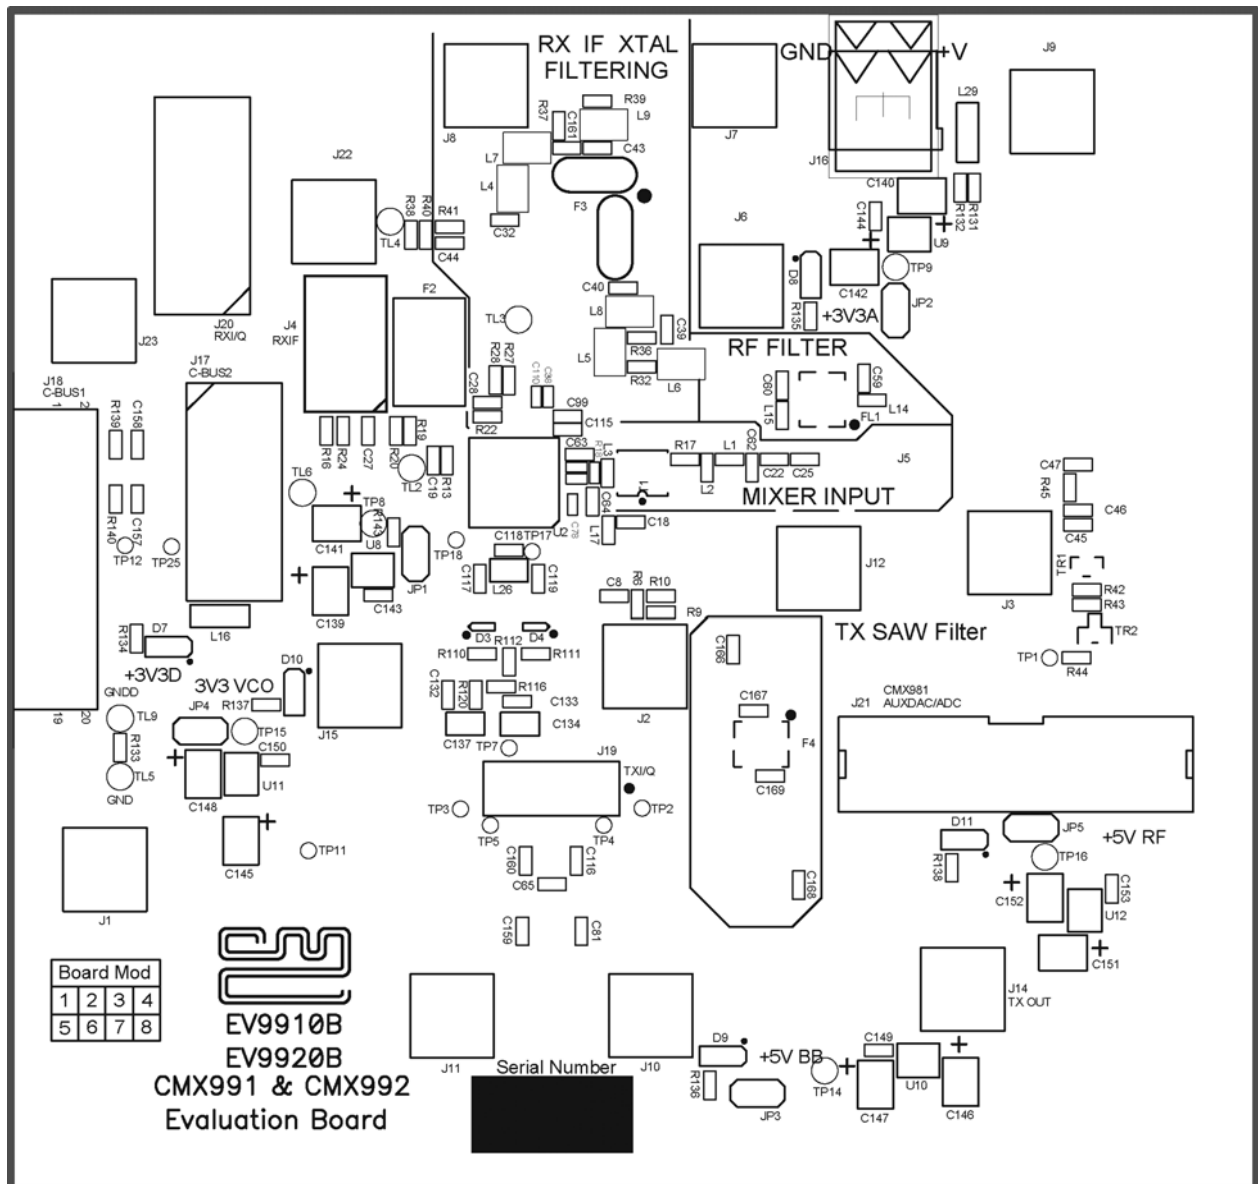 RX IF XTAL
FILTERING
GND
+V
J9
J8
R37
C161
R39
L9
C43
L7
L4
F3
C32
J7
J16
L29
C140
R132
R131
C144
U9
J22
R38
R40
R41
C44
TL4
J6
D8
C142
TP9
JP2
R135
+3V3A
J20
RXI/Q
J23
J4
RXIF
F2
TL3
C40
L8
C39
L5
R36
R32
L6
RF FILTER
J18
C-BUS1
1
2
J17
C-BUS2
R28
R27
C28
R22
C110
C99
C115
C60
L15
C59
L14
FL1
R139
C158
R16
R24
C27
R20
R19
C19
R13
TL2
TL6
C63
L3
R17
L1
L2
C62
C22
C25
J5
MIXER INPUT
C64
C18
L17
U2
C78
C47
R45
C46
C45
R140
C157
TP12
TP25
C141
TP8
R143
U8
JP1
TP18
C118
TP17
C117
L26
C119
C139
C143
J12
J3
TR1
R42
R43
TR2
TP1
R44
C8
R6
R10
R9
TX SAW Filter
L16
D7
R134
+3V3D
D3
D4
R110
R112
R111
D10
3V3 VCO
R137
JP4
TP15
J15
C132
R120
R116
C133
C137
C134
J2
C166
C167
F4
C169
GNDD
TL9
R133
TL5
GND
19
20
C150
U11
C148
TP7
J19
TXI/Q
TP3
TP2
TP5
TP4
J21
CMX981
AUXDAC/ADC
D11
JP5
+5V RF
R138
TP16
C145
TP11
C160
C116
C65
C168
C152
C153
U12
C151
J1
C159
C81
J14
TX OUT
Board Mod
1 2 3 4
5 6 7 8
EV9910B
EV9920B
CMX991 & CMX992
Evaluation Board
J11
J10
Serial Number
D9
+5V BB
R136
JP3
TP14
C149
U10
C147
C146